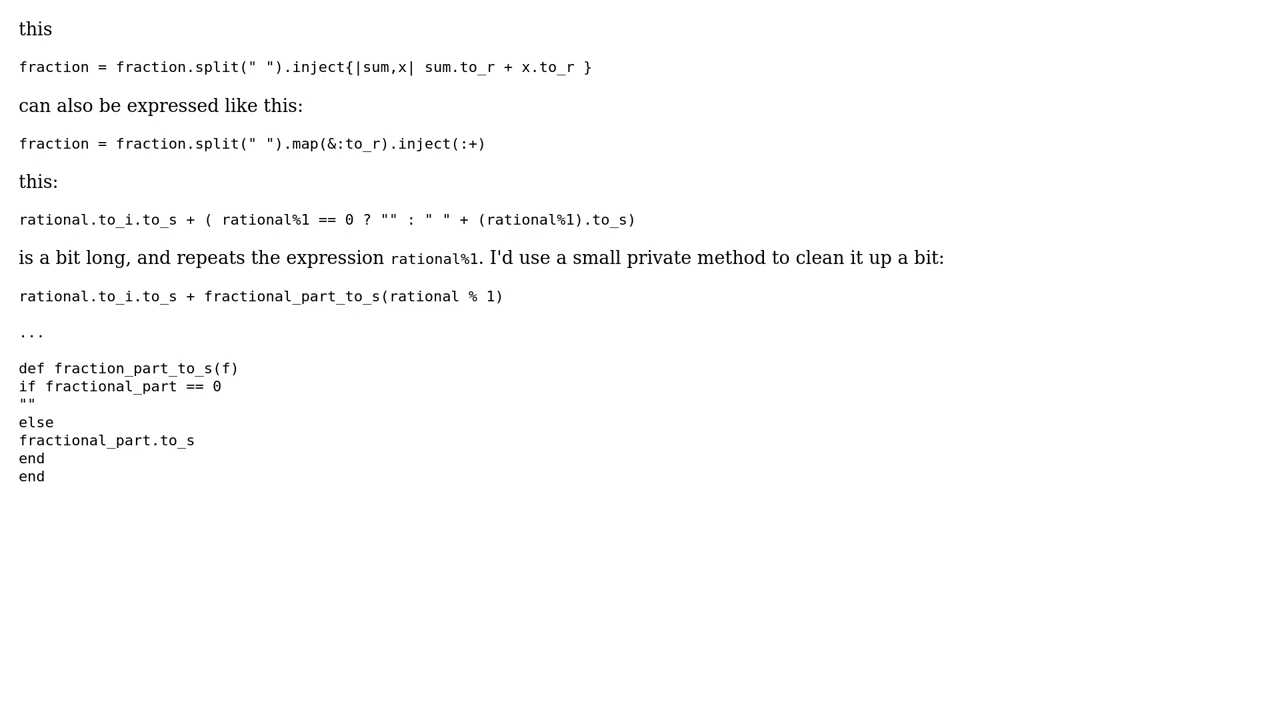 this
fraction = fraction.split(" ").inject{|sum,x| sum.to_r + x.to_r }
can also be expressed like this:
fraction = fraction.split(" ").map(&:to_r).inject(:+)
this:
rational.to_i.to_s + ( rational%1 == 0 ? "" : " " + (rational%1).to_s)
is a bit long, and repeats the expression rational%1. I'd use a small private method to clean it up a bit:
rational.to_i.to_s + fractional_part_to_s(rational % 1)
...
def fraction_part_to_s(f)
if fractional_part == 0
""
else
fractional_part.to_s
end
end